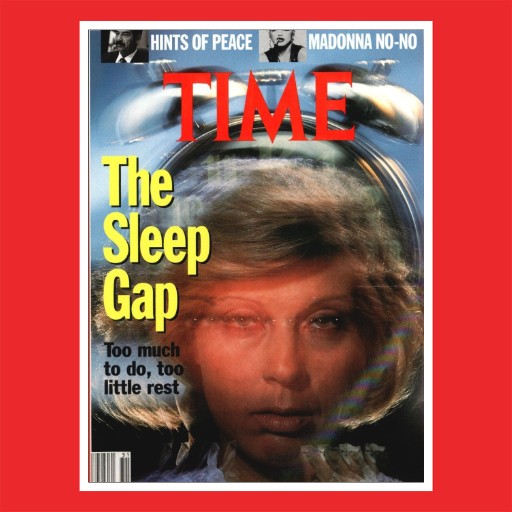 HINTS OF PEACE
MADONNA NO-NO
TIME
The
Sleep
Gap
Too much
to do, too
little rest